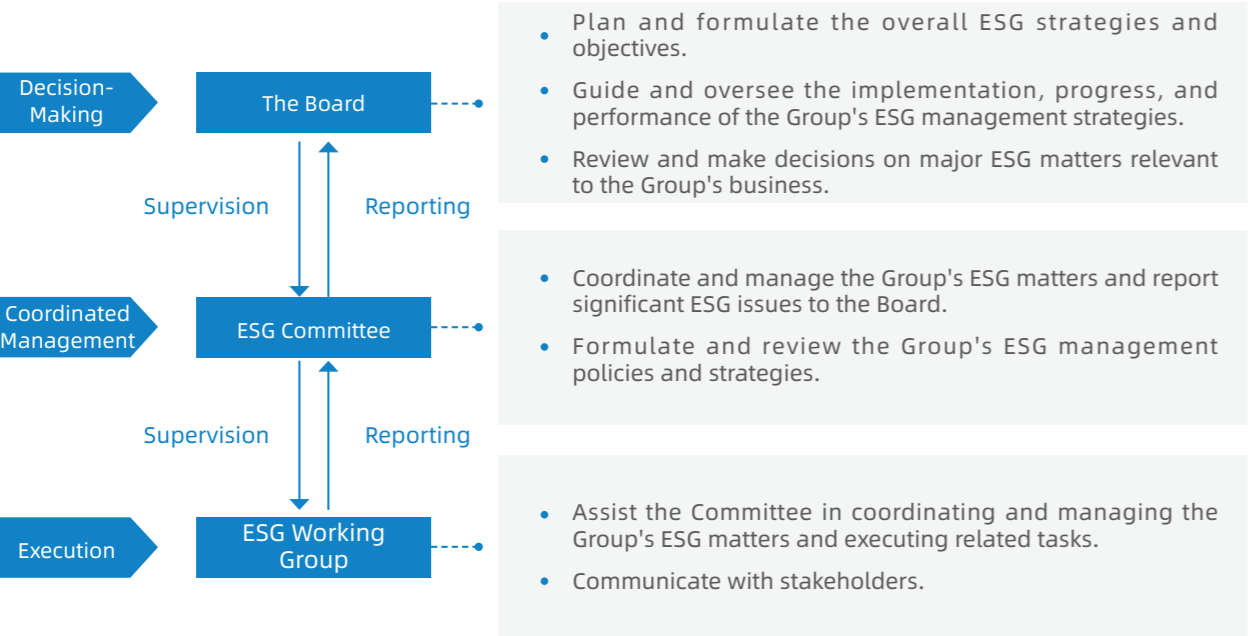 Decision-
Making
The Board
• Plan and formulate the overall ESG strategies and
objectives.
• Guide and oversee the implementation, progress, and
performance of the Group's ESG management strategies.
• Review and make decisions on major ESG matters relevant
to the Group's business.
Supervision
Reporting
Coordinated
Management
ESG Committee
• Coordinate and manage the Group's ESG matters and report
significant ESG issues to the Board.
• Formulate and review the Group's ESG management
policies and strategies.
Supervision
Reporting
Execution
ESG Working
Group
• Assist the Committee in coordinating and managing the
Group's ESG matters and executing related tasks.
• Communicate with stakeholders.